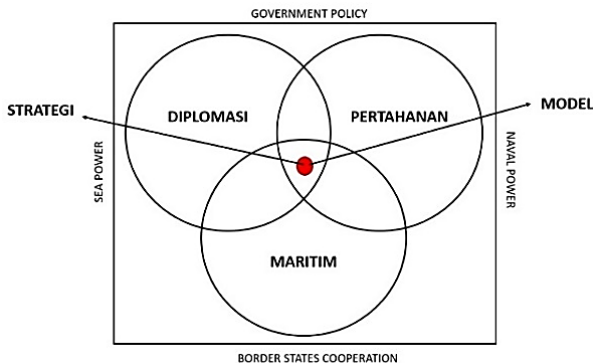 GOVERNMENT POLICY
STRATEGI
DIPLOMASI
PERTAHANAN
MODEL
SEA POWER
NAVAL POWER
MARITIM
BORDER STATES COOPERATION